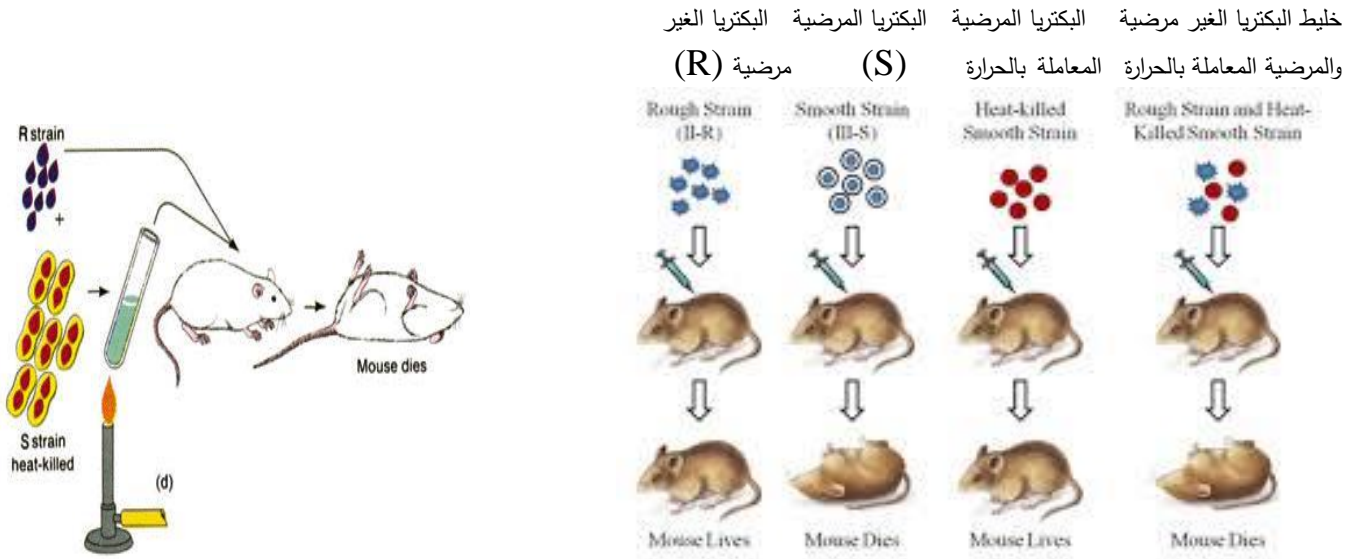 خليط البكتريا الغير مرضية البكتريا المرضية البكتريا المرضية البكتريا الغير
والمرضية المعاملة بالحرارة المعاملة بالحرارة (S) مرضية (R)
Rough Strain
(II-R)
Smooth Strain
(III-S)
Heat-killed
Smooth Strain
Rough Strain and Heat-
Killed Smooth Strain
Mouse Lives
Mouse Dies
Mouse Lives
Mouse Dies
R strain
+
S strain
heat-killed
(d)
Mouse dies